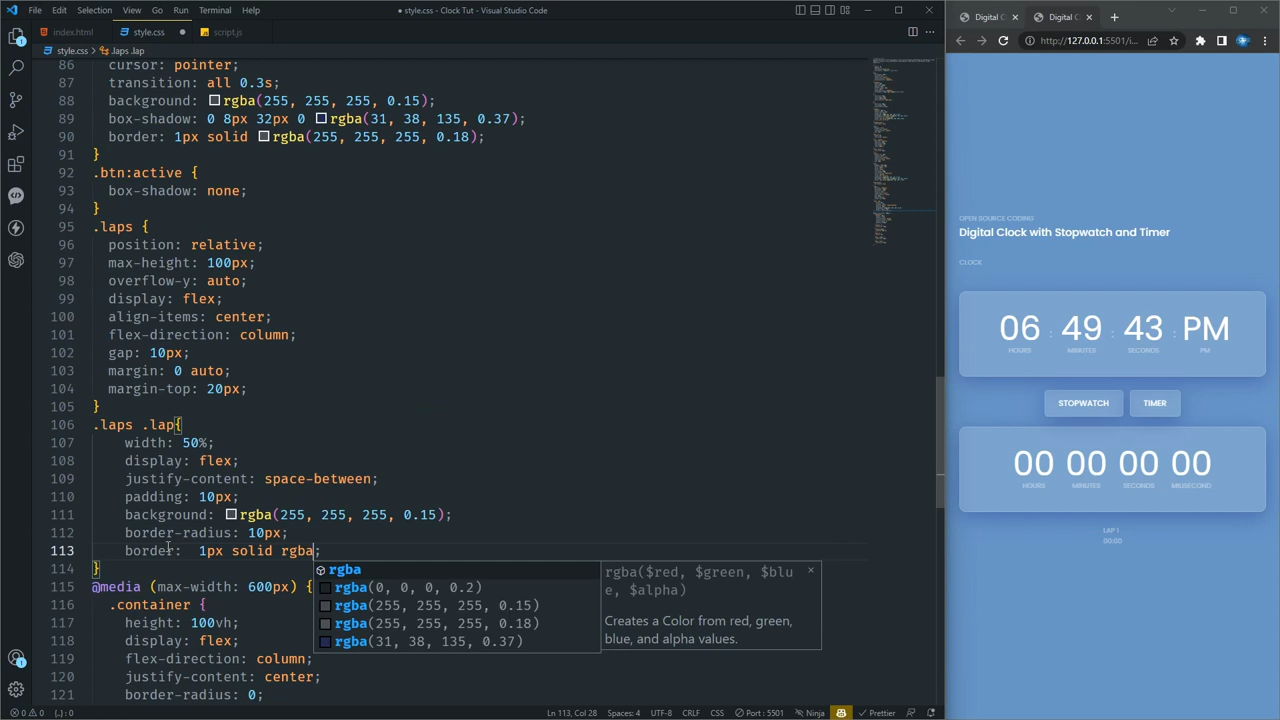 File Edit Selection View Go Run Terminal Help
● style.css - Clock Tut - Visual Studio Code
index.html
style.css
script.js
style.css > .laps .lap
86 cursor: pointer;
87 transition: all 0.3s;
88 background: rgba(255, 255, 255, 0.15);
89 box-shadow: 0 8px 32px 0 rgba(31, 38, 135, 0.37);
90 border: 1px solid rgba(255, 255, 255, 0.18);
91 }
92 .btn:active {
93 box-shadow: none;
94 }
95 .laps {
96 position: relative;
97 max-height: 100px;
98 overflow-y: auto;
99 display: flex;
100 align-items: center;
101 flex-direction: column;
102 gap: 10px;
103 margin: 0 auto;
104 margin-top: 20px;
105 }
106 .laps .lap{
107 width: 50%;
108 display: flex;
109 justify-content: space-between;
110 padding: 10px;
111 background: rgba(255, 255, 255, 0.15);
112 border-radius: 10px;
113 border:  1px solid rgba;
114 }
115 @media (max-width: 600px) {
116 .container {
117 height: 100vh;
118 display: flex;
119 flex-direction: column;
120 justify-content: center;
121 border-radius: 0;
rgba
rgba(0, 0, 0, 0.2)
rgba(255, 255, 255, 0.15)
rgba(255, 255, 255, 0.18)
rgba(31, 38, 135, 0.37)
rgba($red, $green, $blu
e, $alpha)
Creates a Color from red, green,
blue, and alpha values.
0 0 {..} : 0
Ln 113, Col 28 Spaces: 4 UTF-8 CRLF CSS Port : 5501 Ninja Prettier
Digital C
Digital C
http://127.0.0.1:5501/i...
OPEN SOURCE CODING
Digital Clock with Stopwatch and Timer
CLOCK
06 : 49 : 43 : PM
HOURS MINUTES SECONDS PM
STOPWATCH TIMER
00 00 00 00
HOURS MINUTES SECONDS MILISECOND
LAP 1
00:00